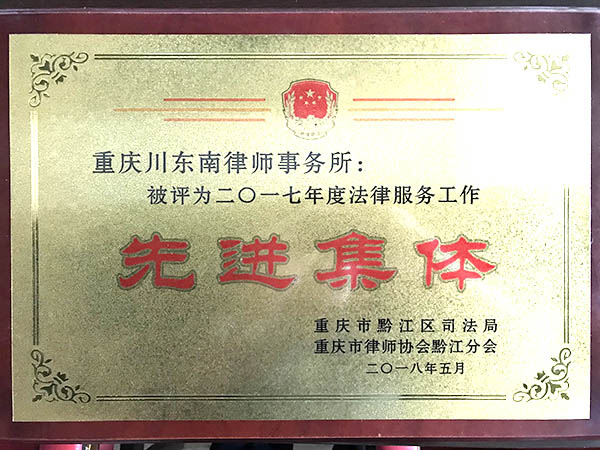 重庆川东南律师事务所：
被评为二〇一七年度法律服务工作
先进集体
重庆市黔江区司法局
重庆市律师协会黔江分会
二〇一八年五月